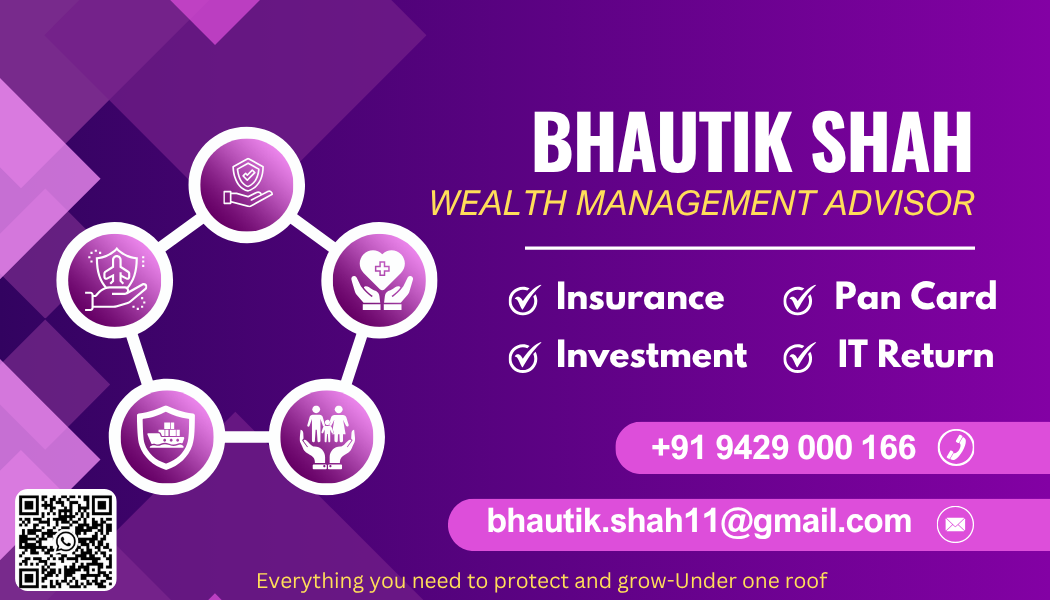 BHAUTIK SHAH
WEALTH MANAGEMENT ADVISOR
Insurance
Pan Card
Investment
IT Return
+91 9429 000 166
bhautik.shah11@gmail.com
Everything you need to protect and grow-Under one roof